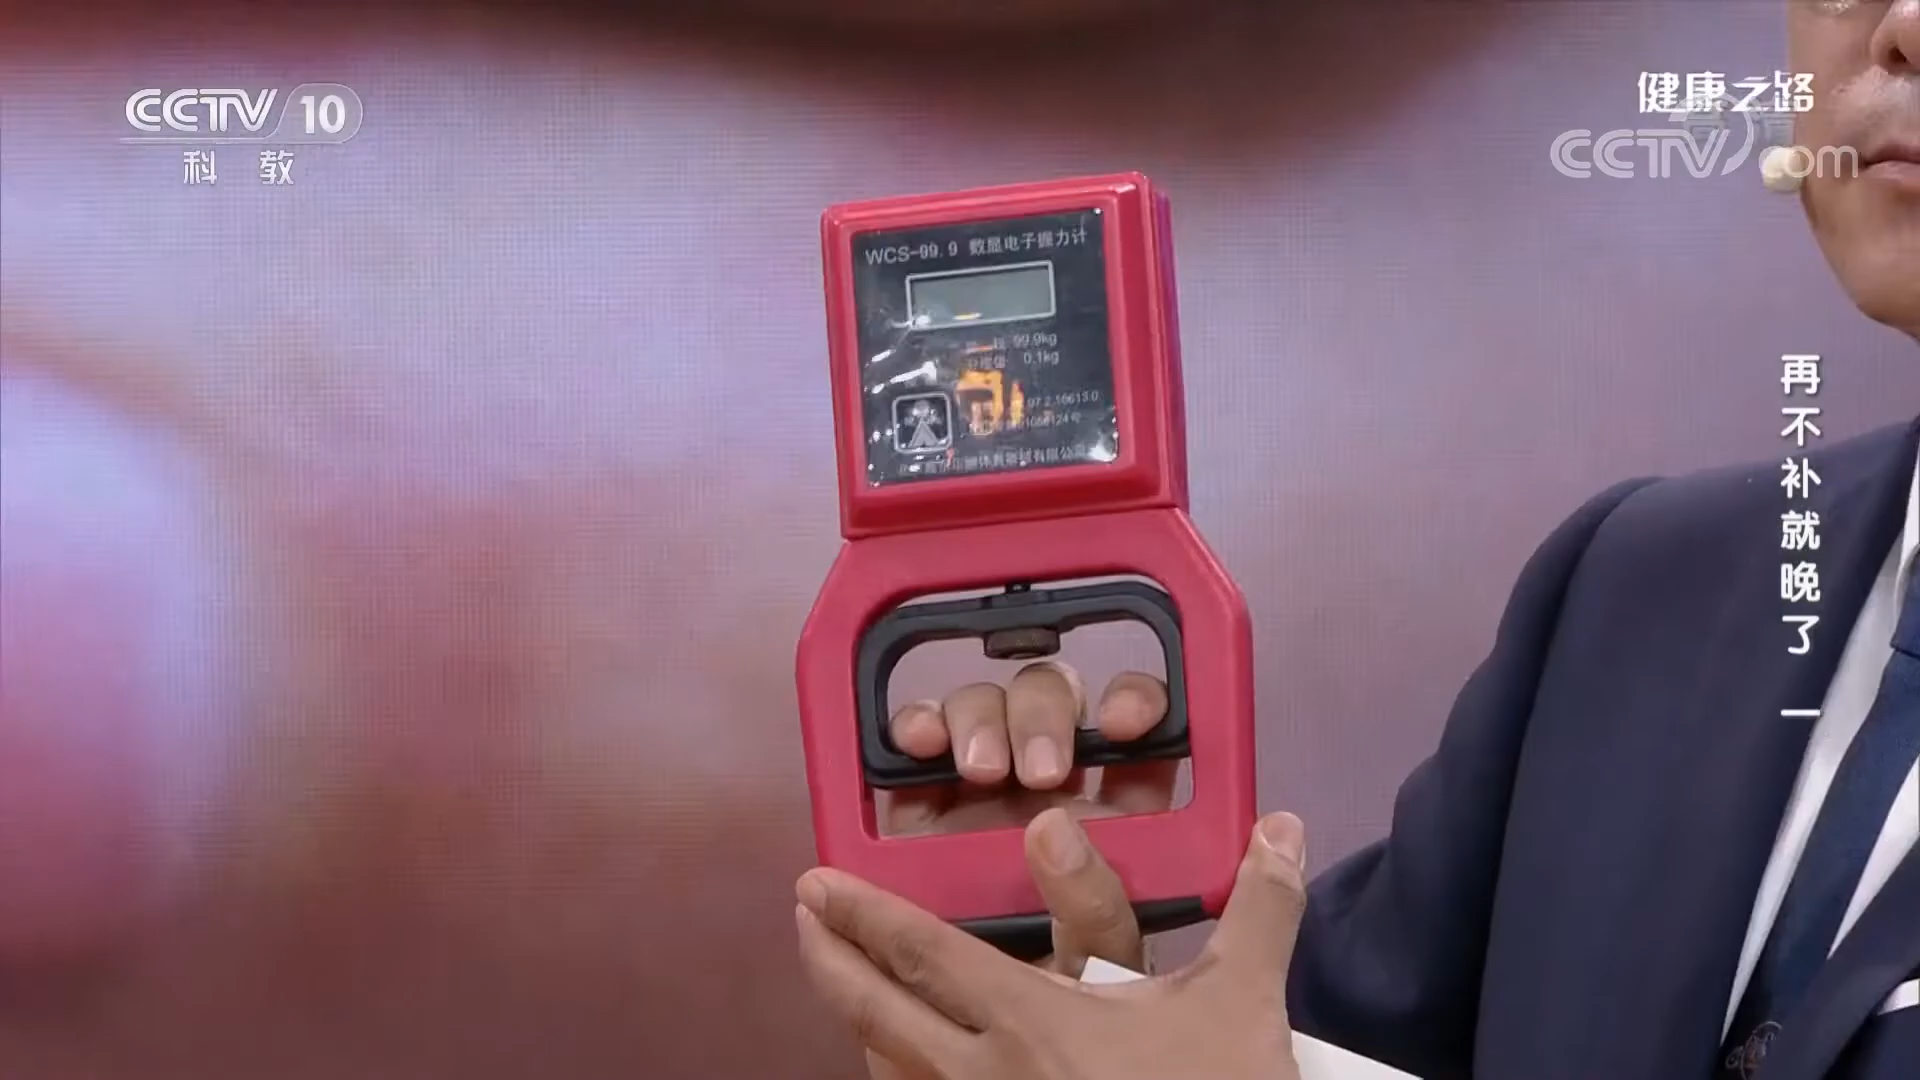 CCTV 10
科 教
健康之路
CCTV.com
WCS-99.9 数显电子握力计
99.9kg
0.1kg
再不补就晚了 一